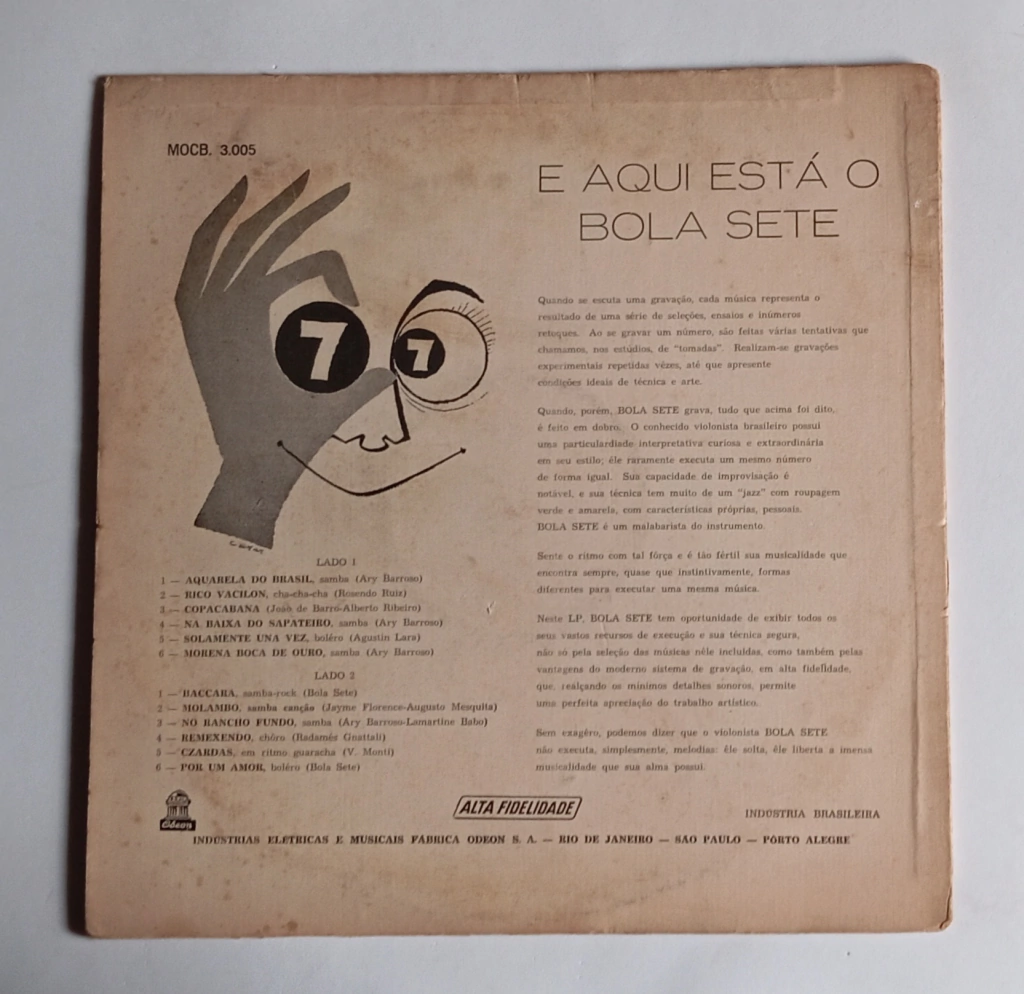 MOCB. 3.005
E AQUI ESTÁ O
BOLA SETE
7
7
Quando se escuta uma gravação, cada música representa o
resultado de uma série de seleções, ensaios e inúmeros
retoques. Ao se gravar um número, são feitas várias tentativas que
chamamos, nos estúdios, de "tomadas". Realizam-se gravações
experimentais repetidas vêzes, até que apresente
condições ideais de técnica e arte.
Quando, porém, BOLA SETE grava, tudo que acima foi dito,
é feito em dobro. O conhecido violonista brasileiro possui
uma particulardiade interpretativa curiosa e extraordinária
em seu estilo; êle raramente executa um mesmo número
de forma igual. Sua capacidade de improvisação é
notável, e sua técnica tem muito de um "jazz" com roupagem
verde e amarela, com características próprias, pessoais.
BOLA SETE é um malabarista do instrumento.
Sente o ritmo com tal fôrça e é tão fértil sua musicalidade que
encontra sempre, quase que instintivamente, formas
diferentes para executar uma mesma música.
Neste LP, BOLA SETE tem oportunidade de exibir todos os
seus vastos recursos de execução e sua técnica segura,
não só pela seleção das músicas nêle incluídas, como também pelas
vantagens do moderno sistema de gravação, em alta fidelidade,
que, realçando os mínimos detalhes sonoros, permite
uma perfeita apreciação do trabalho artístico.
Sem exagêro, podemos dizer que o violonista BOLA SETE
não executa, simplesmente, melodias: êle solta, êle liberta a imensa
musicalidade que sua alma possui.
LADO 1
1 — AQUARELA DO BRASIL, samba (Ary Barroso)
2 — RICO VACILON, cha-cha-cha (Rosendo Ruiz)
3 — COPACABANA (João de Barro-Alberto Ribeiro)
4 — NA BAIXA DO SAPATEIRO, samba (Ary Barroso)
5 — SOLAMENTE UNA VEZ, boléro (Agustin Lara)
6 — MORENA BOCA DE OURO, samba (Ary Barroso)
LADO 2
1 — BACCARA, samba-rock (Bola Sete)
2 — MOLAMBO, samba canção (Jayme Florence-Augusto Mesquita)
3 — NO RANCHO FUNDO, samba (Ary Barroso-Lamartine Babo)
4 — REMEXENDO, chôro (Radamés Gnattali)
5 — CZARDAS, em ritmo guaracha (V. Monti)
6 — POR UM AMOR, boléro (Bola Sete)
Odeon
ALTA FIDELIDADE
INDÚSTRIA BRASILEIRA
INDÚSTRIAS ELÉTRICAS E MUSICAIS FÁBRICA ODEON S. A. — RIO DE JANEIRO — SÃO PAULO — PÔRTO ALEGRE